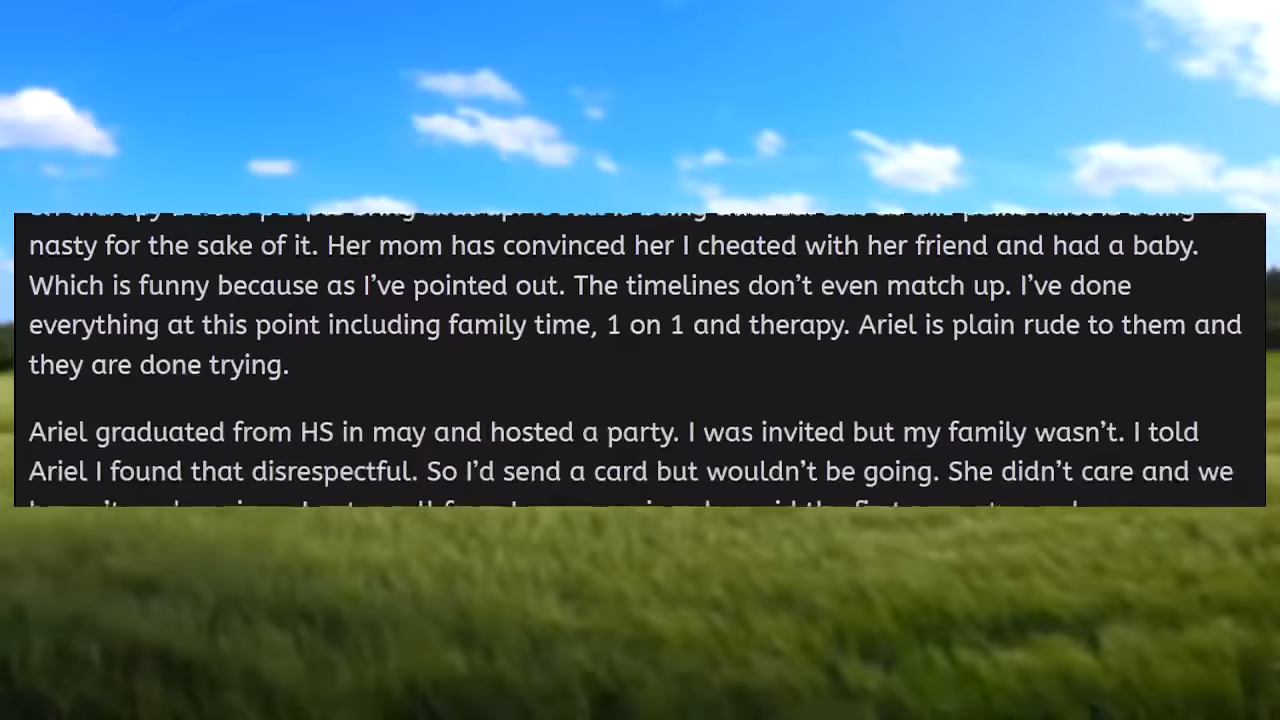 nasty for the sake of it. Her mom has convinced her I cheated with her friend and had a baby.
Which is funny because as I’ve pointed out. The timelines don’t even match up. I’ve done
everything at this point including family time, 1 on 1 and therapy. Ariel is plain rude to them and
they are done trying.
Ariel graduated from HS in may and hosted a party. I was invited but my family wasn’t. I told
Ariel I found that disrespectful. So I’d send a card but wouldn’t be going. She didn’t care and we